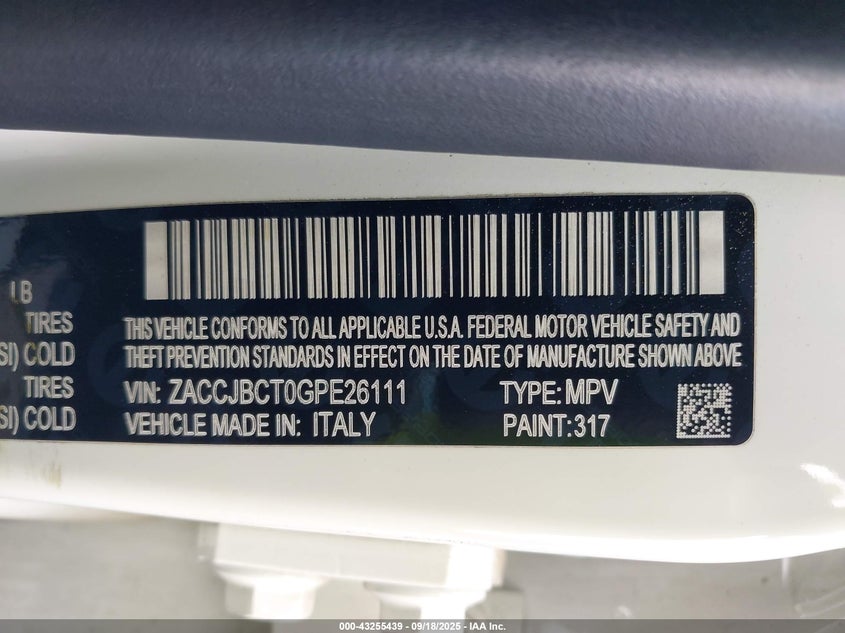 LB
TIRES
SI) COLD
TIRES
SI) COLD
THIS VEHICLE CONFORMS TO ALL APPLICABLE U.S.A. FEDERAL MOTOR VEHICLE SAFETY AND
THEFT PREVENTION STANDARDS IN EFFECT ON THE DATE OF MANUFACTURE SHOWN ABOVE
VIN: ZACCJBCT0GPE26111 TYPE: MPV
VEHICLE MADE IN: ITALY PAINT: 317
000-43255439 - 09/18/2025 - IAA Inc.